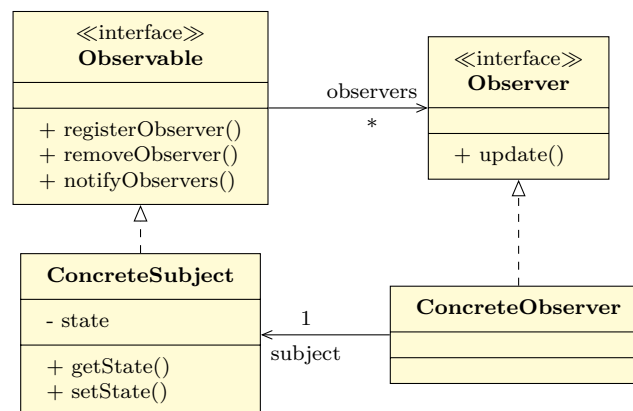 ≪interface≫
Observable
+ registerObserver()
+ removeObserver()
+ notifyObservers()
observers
*
≪interface≫
Observer
+ update()
ConcreteSubject
- state
+ getState()
+ setState()
1
subject
ConcreteObserver